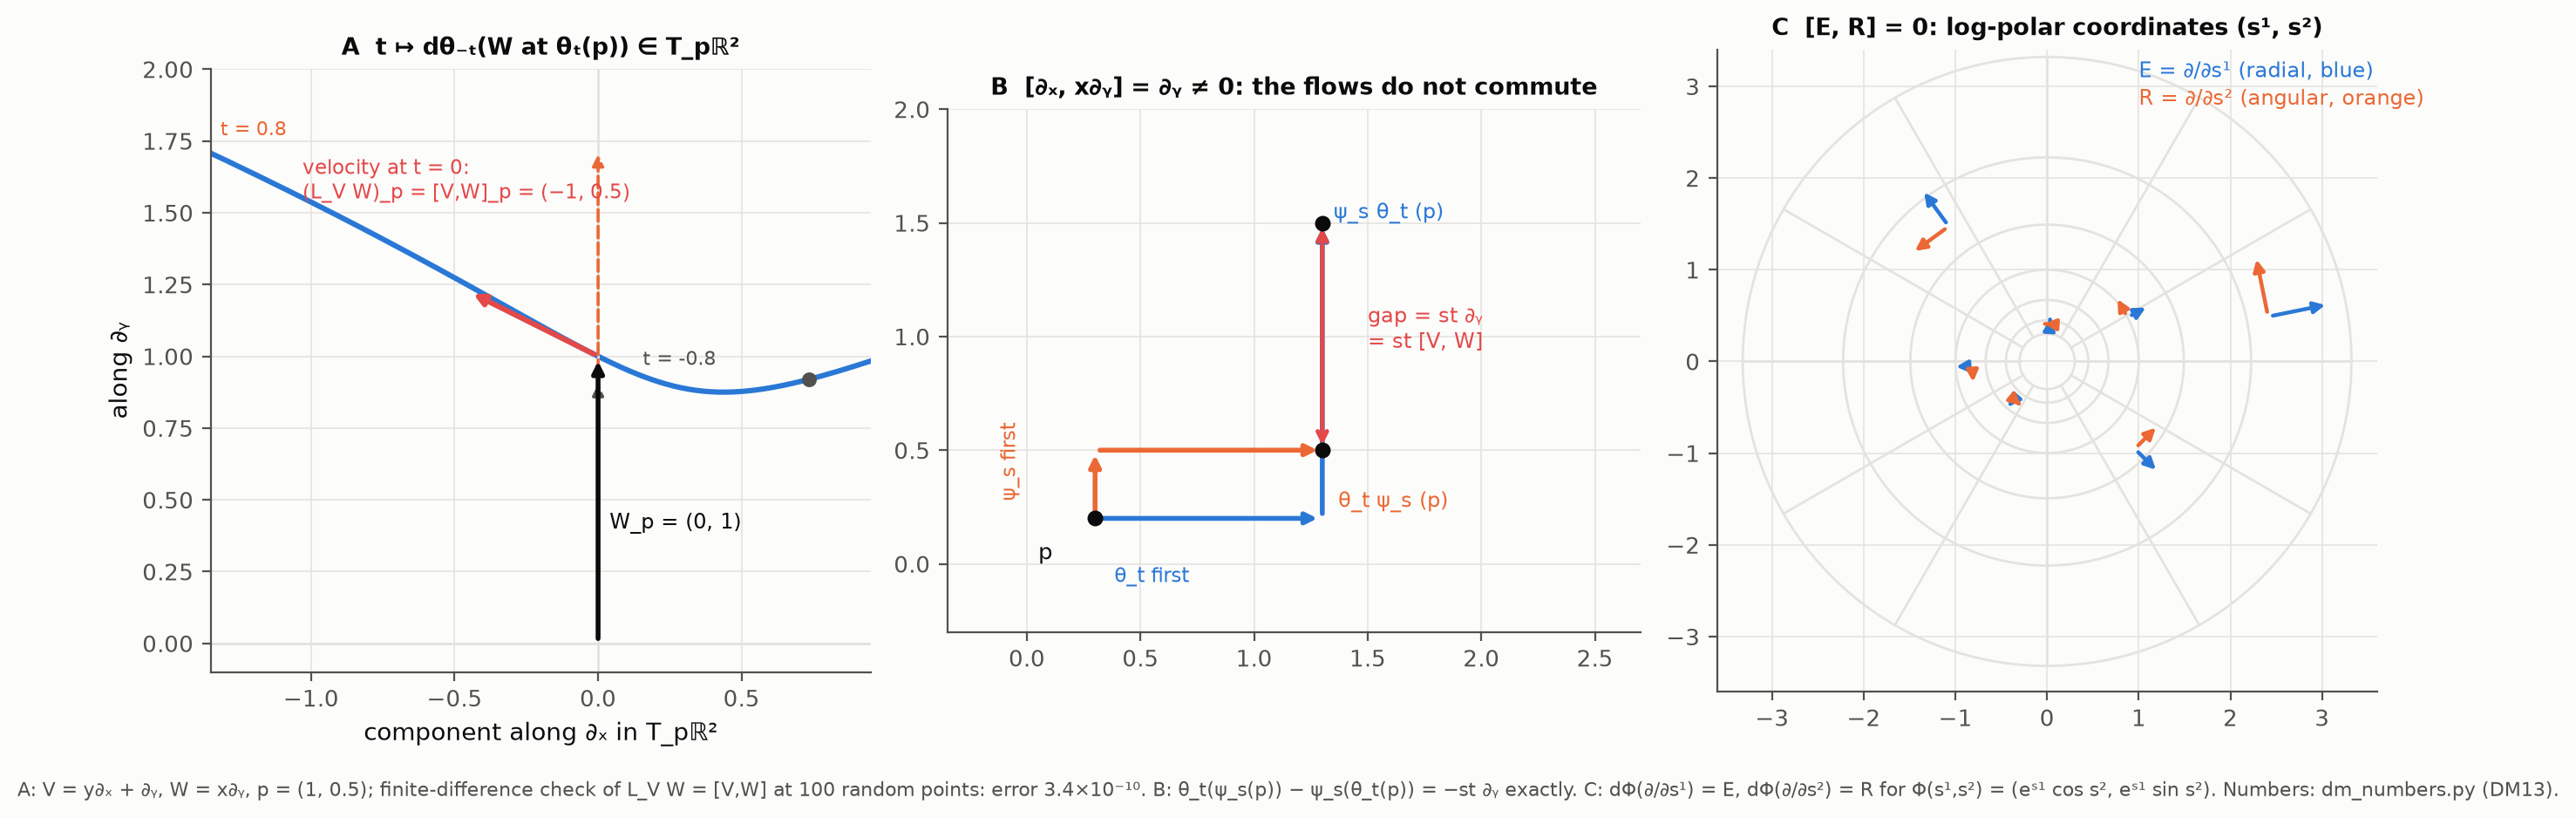 A  t ↦ dθ₋ₜ(W at θₜ(p)) ∈ T_pℝ²
2.00
1.75
1.50
1.25
1.00
0.75
0.50
0.25
0.00
along ∂ᵧ
t = 0.8
velocity at t = 0:
(L_V W)_p = [V,W]_p = (−1, 0.5)
t = -0.8
W_p = (0, 1)
−1.0
−0.5
0.0
0.5
component along ∂ₓ in T_pℝ²
B  [∂ₓ, x∂ᵧ] = ∂ᵧ ≠ 0: the flows do not commute
2.0
1.5
1.0
0.5
0.0
ψ_s θ_t (p)
gap = st ∂ᵧ
= st [V, W]
ψ_s first
θ_t ψ_s (p)
p
θ_t first
0.0
0.5
1.0
1.5
2.0
2.5
C  [E, R] = 0: log-polar coordinates (s¹, s²)
E = ∂/∂s¹ (radial, blue)
R = ∂/∂s² (angular, orange)
3
2
1
0
−1
−2
−3
−3
−2
−1
0
1
2
3
A: V = y∂ₓ + ∂ᵧ, W = x∂ᵧ, p = (1, 0.5); finite-difference check of L_V W = [V,W] at 100 random points: error 3.4×10⁻¹⁰. B: θ_t(ψ_s(p)) − ψ_s(θ_t(p)) = −st ∂ᵧ exactly. C: dΦ(∂/∂s¹) = E, dΦ(∂/∂s²) = R for Φ(s¹,s²) = (eˢ¹ cos s², eˢ¹ sin s²). Numbers: dm_numbers.py (DM13).